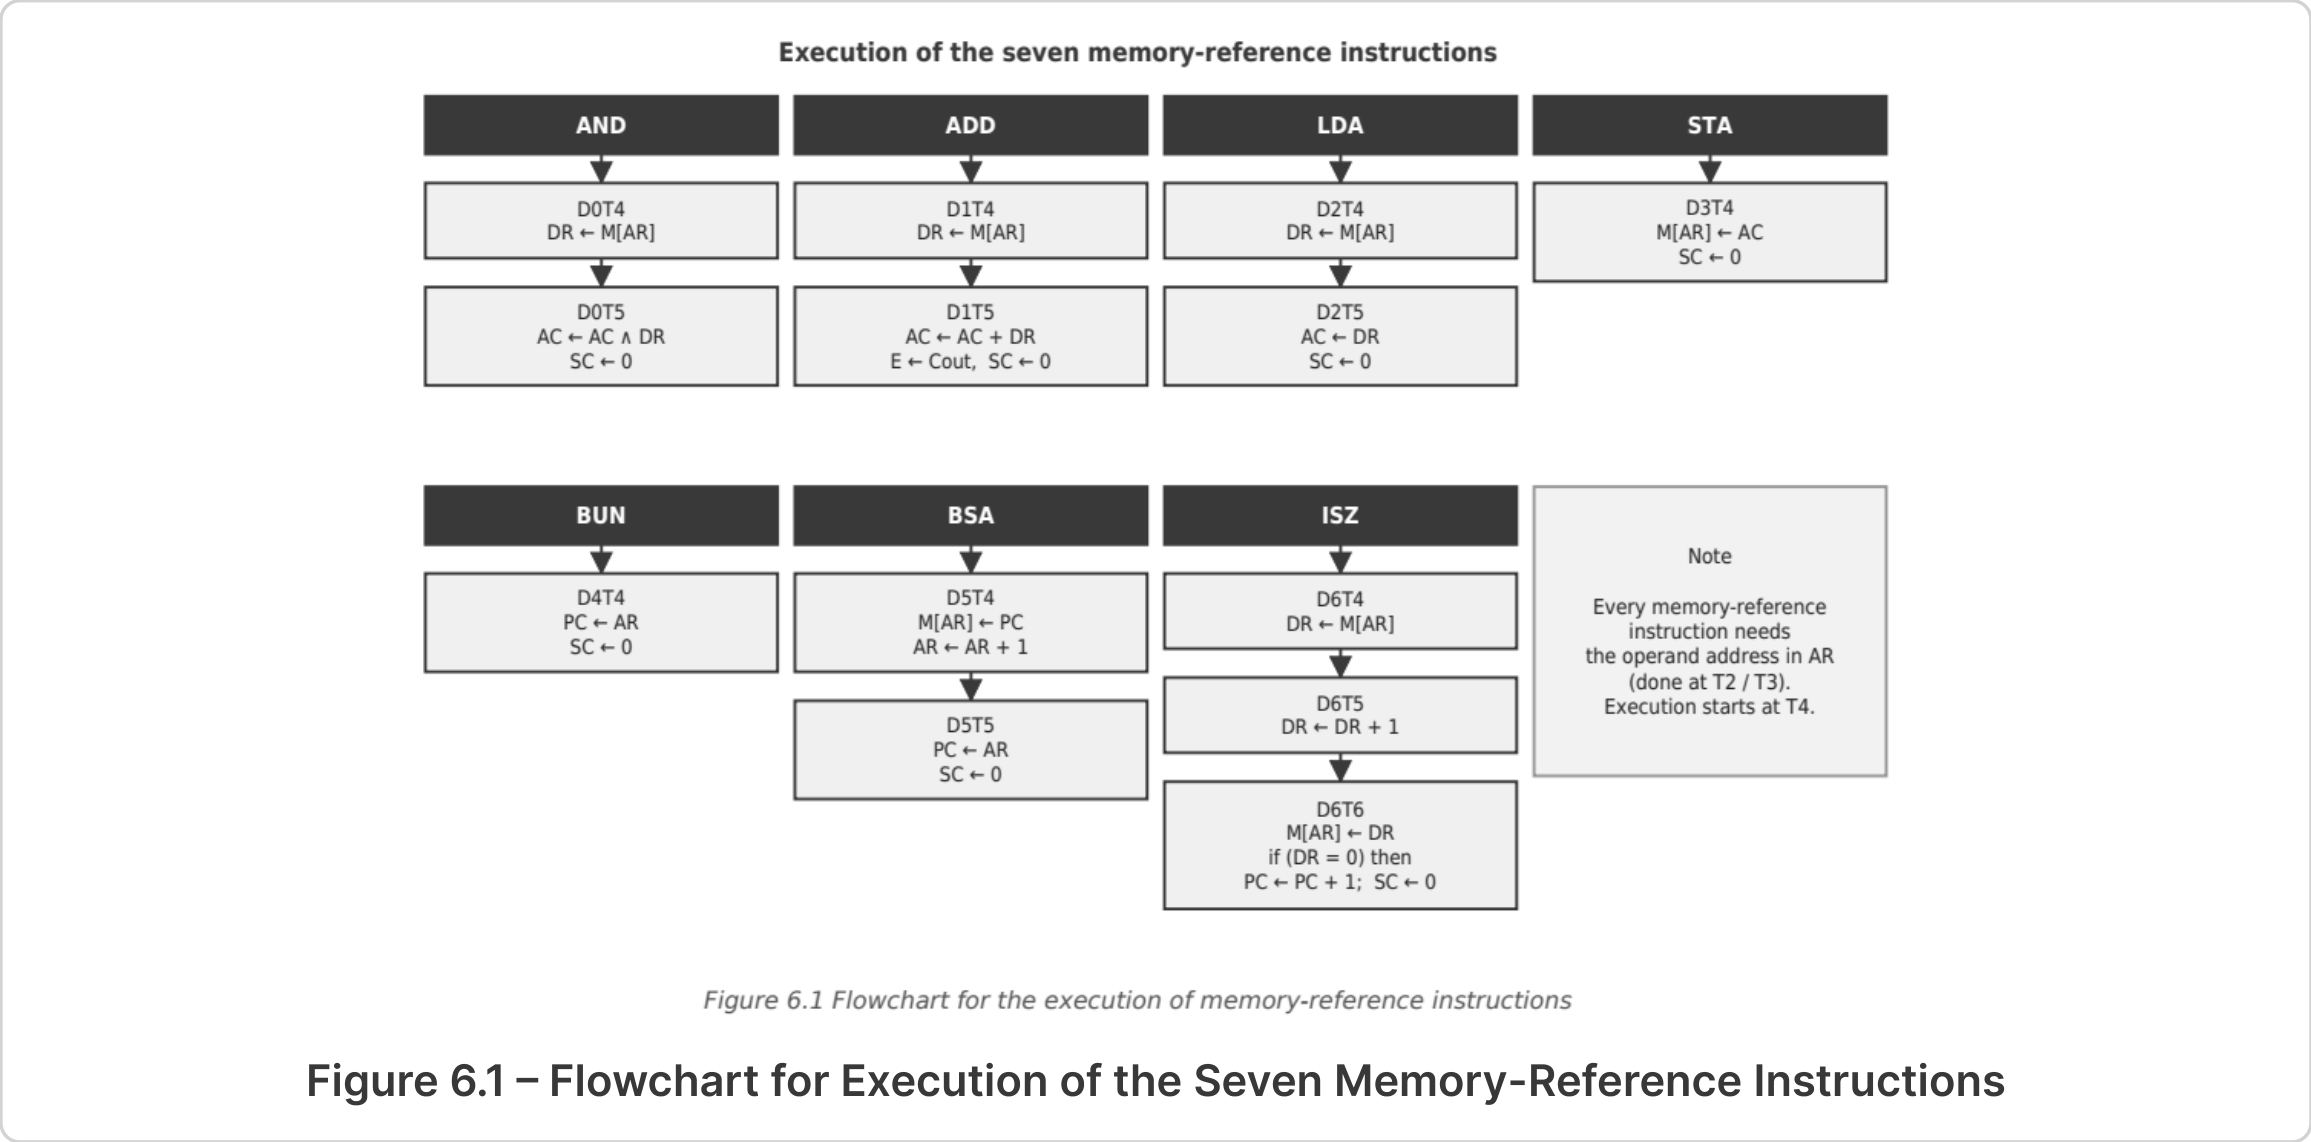 Execution of the seven memory-reference instructions
AND
D0T4
DR ← M[AR]
D0T5
AC ← AC ∧ DR
SC ← 0
ADD
D1T4
DR ← M[AR]
D1T5
AC ← AC + DR
E ← Cout,  SC ← 0
LDA
D2T4
DR ← M[AR]
D2T5
AC ← DR
SC ← 0
STA
D3T4
M[AR] ← AC
SC ← 0
BUN
D4T4
PC ← AR
SC ← 0
BSA
D5T4
M[AR] ← PC
AR ← AR + 1
D5T5
PC ← AR
SC ← 0
ISZ
D6T4
DR ← M[AR]
D6T5
DR ← DR + 1
D6T6
M[AR] ← DR
if (DR = 0) then
PC ← PC + 1;  SC ← 0
Note
Every memory-reference
instruction needs
the operand address in AR
(done at T2 / T3).
Execution starts at T4.
Figure 6.1 Flowchart for the execution of memory-reference instructions
Figure 6.1 – Flowchart for Execution of the Seven Memory-Reference Instructions